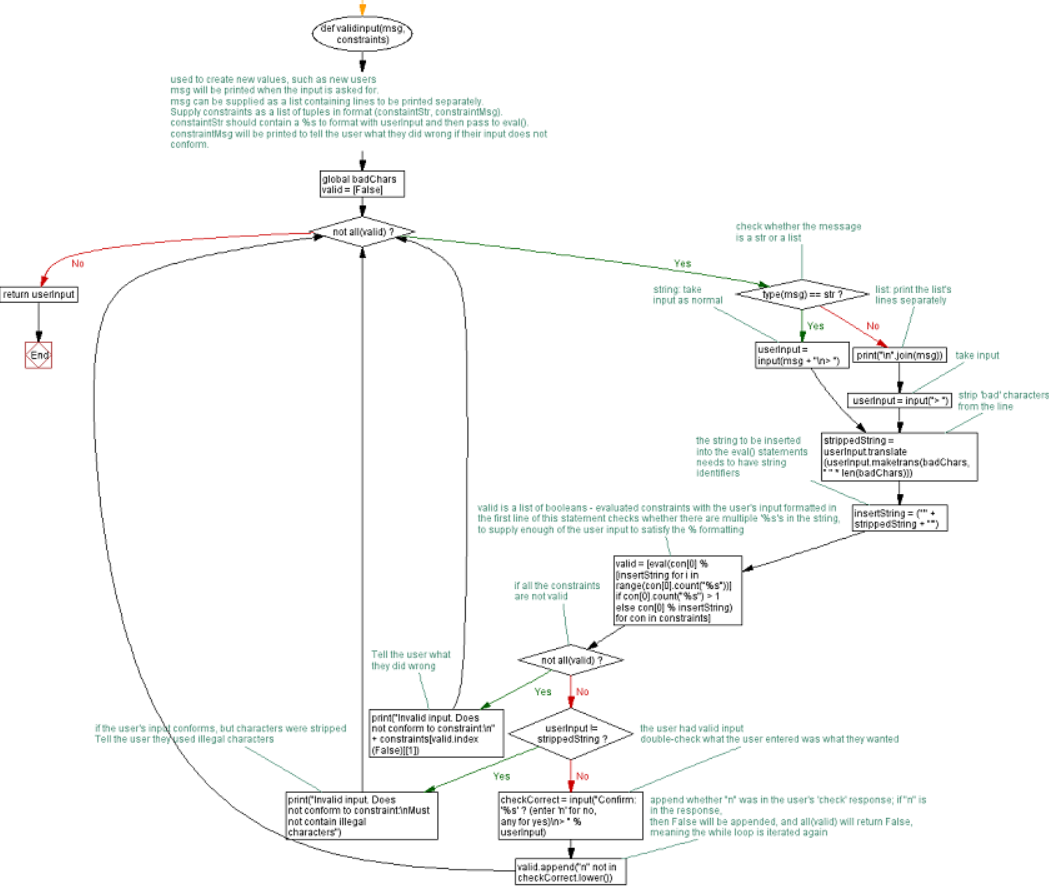 def validinput(msg,
constraints)
used to create new values, such as new users
msg will be printed when the input is asked for.
msg can be supplied as a list containing lines to be printed separately.
Supply constraints as a list of tuples in format (constaintStr, constraintMsg).
constaintStr should contain a %s to format with userInput and then pass to eval().
constraintMsg will be printed to tell the user what they did wrong if their input does not
conform.
global badChars
valid = [False]
not all(valid) ?
No
return userInput
End
Yes
check whether the message
is a str or a list
type(msg) == str ?
string: take
input as normal
list: print the list's
lines separately
Yes
No
userInput =
input(msg + "\n> ")
print("\n".join(msg))
take input
userInput = input("> ")
strip 'bad' characters
from the line
strippedString =
userInput.translate
(userInput.maketrans(badChars,
" " * len(badChars)))
the string to be inserted
into the eval() statements
needs to have string
identifiers
insertString = ("'" +
strippedString + "'")
valid is a list of booleans - evaluated constraints with the user's input formatted in
the first line of this statement checks whether there are multiple '%s's in the string,
to supply enough of the user input to satisfy the % formatting
valid = [eval(con[0] %
[insertString for i in
range(con[0].count("%s"))]
if con[0].count("%s") > 1
else con[0] % insertString)
for con in constraints]
if all the constraints
are not valid
not all(valid) ?
Yes
No
Tell the user what
they did wrong
print("Invalid input. Does
not conform to constraint:\n"
+ constraints[valid.index
(False)][1])
userInput !=
strippedString ?
the user had valid input
double-check what the user entered was what they wanted
if the user's input conforms, but characters were stripped
Tell the user they used illegal characters
Yes
No
print("Invalid input. Does
not conform to constraint:\nMust
not contain illegal
characters")
checkCorrect = input("Confirm:
'%s' ? (enter 'n' for no,
any for yes)\n> " %
userInput)
append whether "n" was in the user's 'check' response; if "n" is
in the response,
then False will be appended, and all(valid) will return False,
meaning the while loop is iterated again
valid.append("n" not in
checkCorrect.lower())